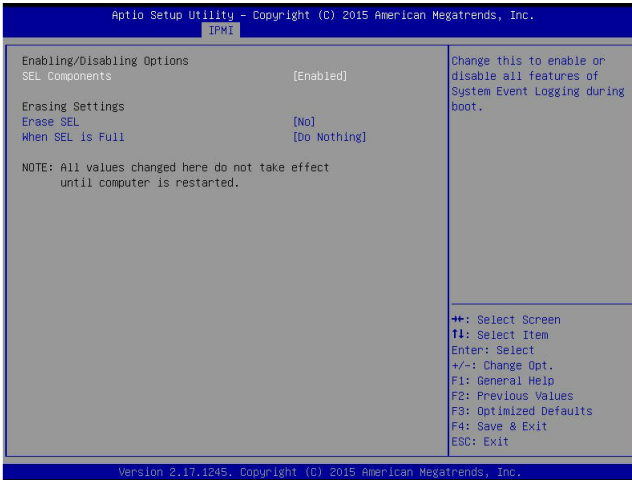 Aptio Setup Utility – Copyright (C) 2015 American Megatrends, Inc.
IPMI
Enabling/Disabling Options
SEL Components [Enabled]
Erasing Settings
Erase SEL [No]
When SEL is Full [Do Nothing]
NOTE: All values changed here do not take effect
until computer is restarted.
Change this to enable or
disable all features of
System Event Logging during
boot.
→←: Select Screen
↑↓: Select Item
Enter: Select
+/-: Change Opt.
F1: General Help
F2: Previous Values
F3: Optimized Defaults
F4: Save & Exit
ESC: Exit
Version 2.17.1245. Copyright (C) 2015 American Megatrends, Inc.